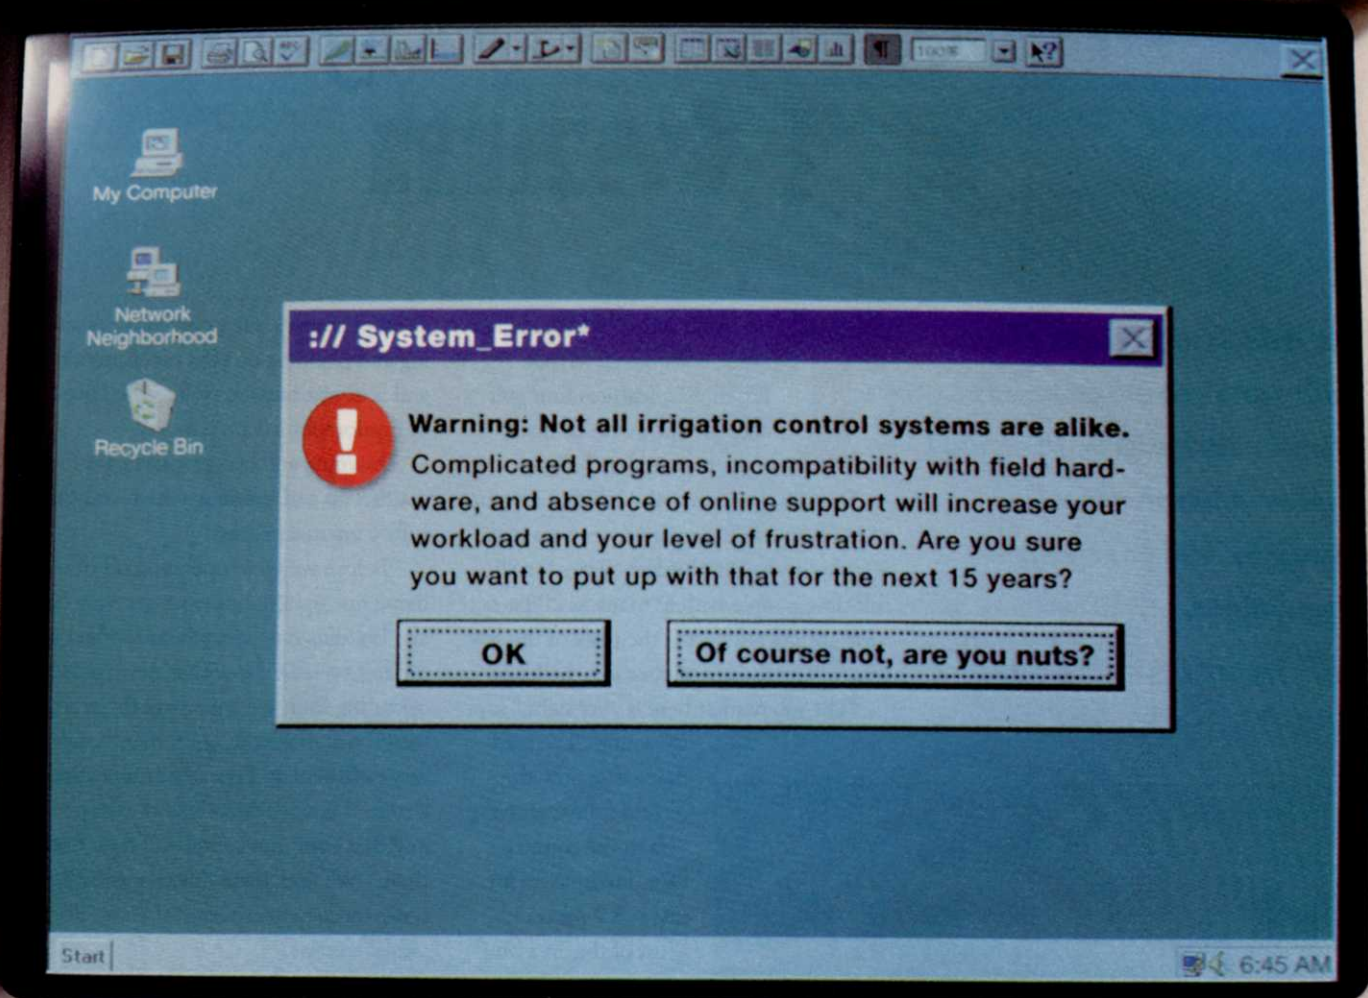 100%
My Computer
Network
Neighborhood
Recycle Bin
:// System_Error*
Warning: Not all irrigation control systems are alike.
Complicated programs, incompatibility with field hard-
ware, and absence of online support will increase your
workload and your level of frustration. Are you sure
you want to put up with that for the next 15 years?
OK
Of course not, are you nuts?
Start
6:45 AM